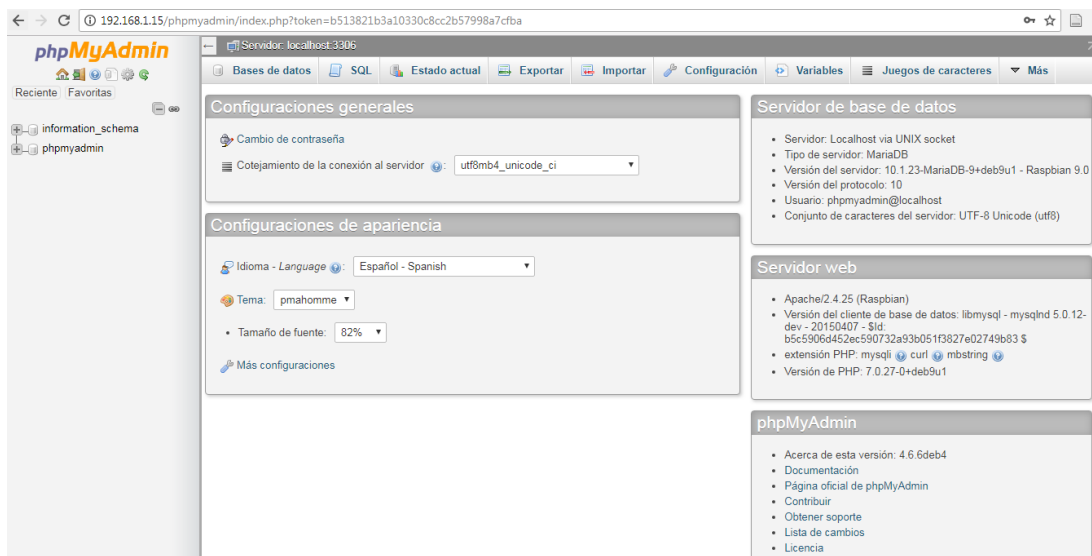 192.168.1.15/phpmyadmin/index.php?token=b513821b3a10330c8cc2b57998a7cfba
phpMyAdmin
Reciente Favoritas
information_schema
phpmyadmin
Servidor: localhost:3306
Bases de datos SQL Estado actual Exportar Importar Configuración Variables Juegos de caracteres Más
Configuraciones generales
Cambio de contraseña
Cotejamiento de la conexión al servidor : utf8mb4_unicode_ci
Configuraciones de apariencia
Idioma - Language : Español - Spanish
Tema: pmahomme
Tamaño de fuente: 82%
Más configuraciones
Servidor de base de datos
Servidor: Localhost via UNIX socket
Tipo de servidor: MariaDB
Versión del servidor: 10.1.23-MariaDB-9+deb9u1 - Raspbian 9.0
Versión del protocolo: 10
Usuario: phpmyadmin@localhost
Conjunto de caracteres del servidor: UTF-8 Unicode (utf8)
Servidor web
Apache/2.4.25 (Raspbian)
Versión del cliente de base de datos: libmysql - mysqlnd 5.0.12-
dev - 20150407 - $Id:
b5c5906d452ec590732a93b051f3827e02749b83 $
extensión PHP: mysqli curl mbstring
Versión de PHP: 7.0.27-0+deb9u1
phpMyAdmin
Acerca de esta versión: 4.6.6deb4
Documentación
Página oficial de phpMyAdmin
Contribuir
Obtener soporte
Lista de cambios
Licencia